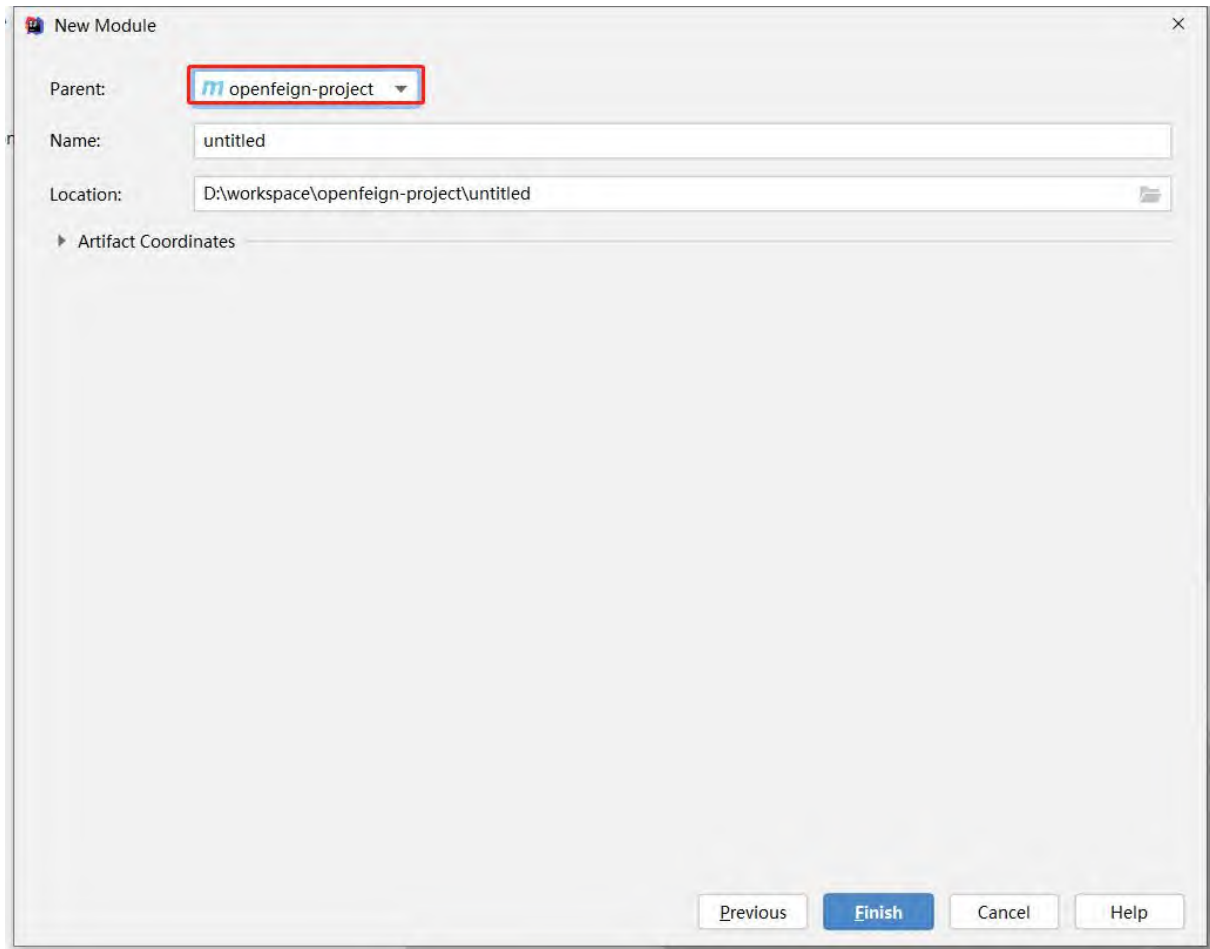 New Module
Parent:
openfeign-project
Name:
untitled
Location:
D:\workspace\openfeign-project\untitled
Artifact Coordinates
Previous
Finish
Cancel
Help